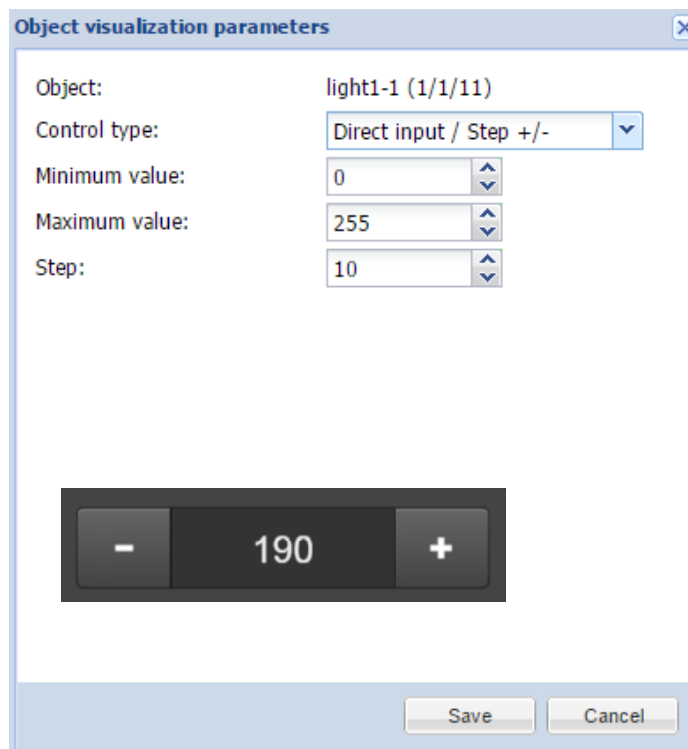 Object visualization parameters
Object: light1-1 (1/1/11)
Control type: Direct input / Step +/-
Minimum value: 0
Maximum value: 255
Step: 10
- 190 +
Save Cancel